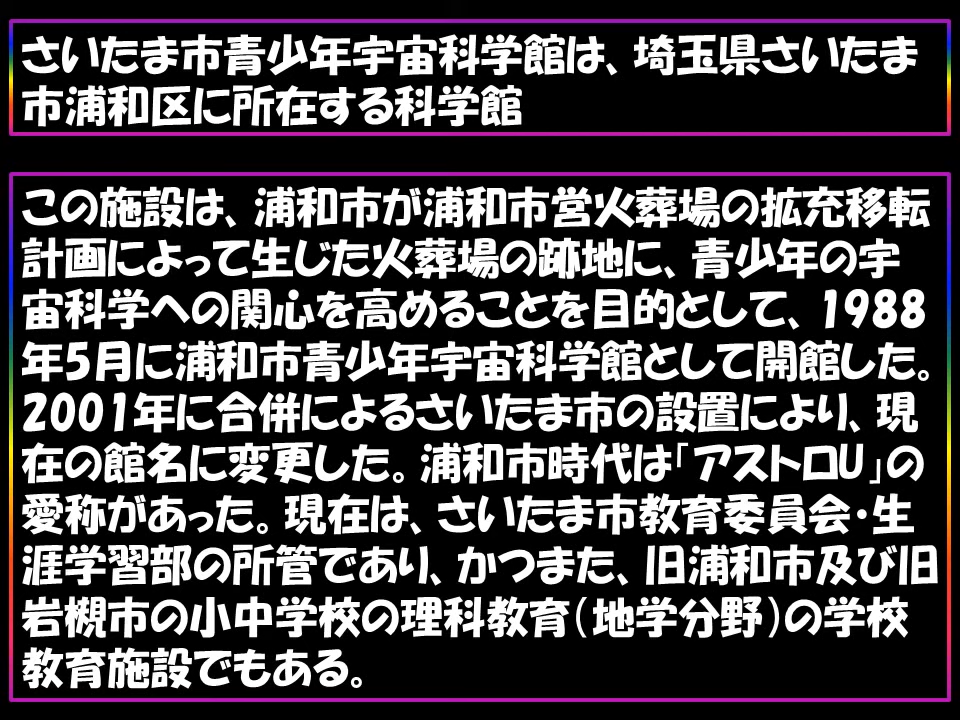 さいたま市青少年宇宙科学館は、埼玉県さいたま
市浦和区に所在する科学館
この施設は、浦和市が浦和市営火葬場の拡充移転
計画によって生じた火葬場の跡地に、青少年の宇
宙科学への関心を高めることを目的として、1988
年5月に浦和市青少年宇宙科学館として開館した。
2001年に合併によるさいたま市の設置により、現
在の館名に変更した。浦和市時代は「アストロU」の
愛称があった。現在は、さいたま市教育委員会・生
涯学習部の所管であり、かつまた、旧浦和市及び旧
岩槻市の小中学校の理科教育（地学分野）の学校
教育施設でもある。